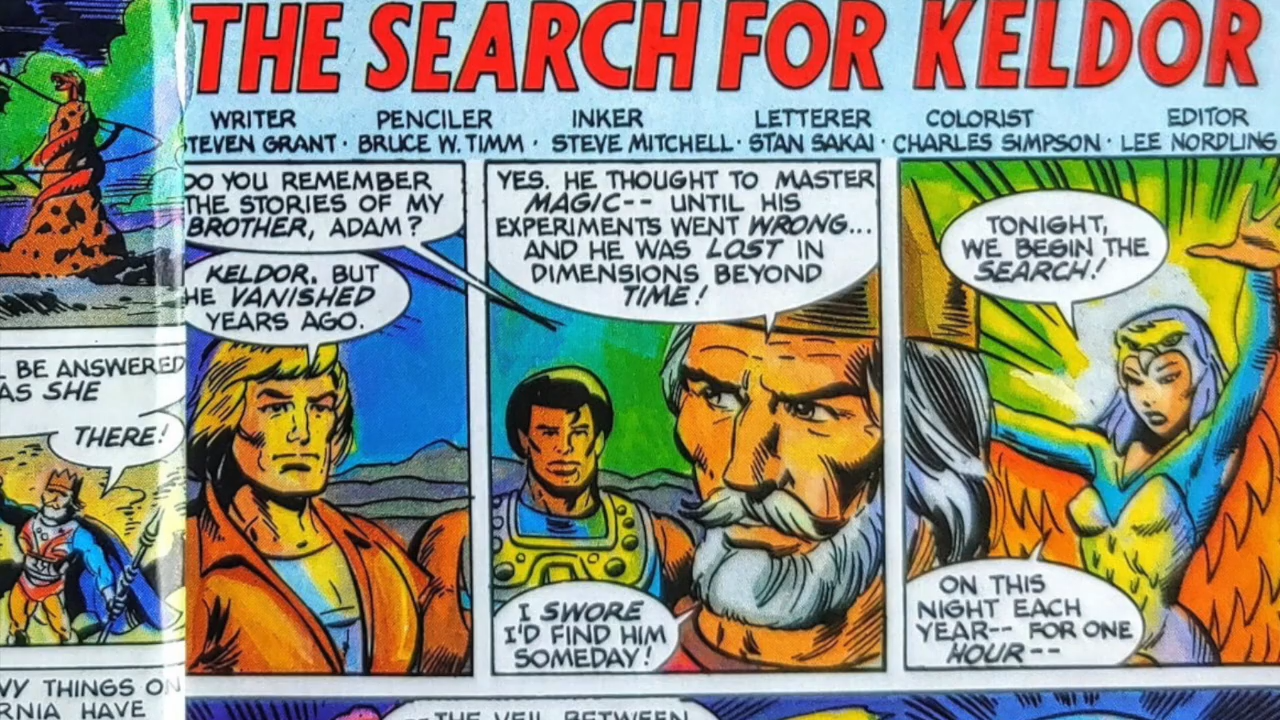 THE SEARCH FOR KELDOR
WRITER PENCILER INKER LETTERER COLORIST EDITOR
TEVEN GRANT · BRUCE W. TIMM · STEVE MITCHELL · STAN SAKAI · CHARLES SIMPSON · LEE NORDLING
DO YOU REMEMBER
THE STORIES OF MY
BROTHER, ADAM?
KELDOR. BUT
HE VANISHED
YEARS AGO.
YES. HE THOUGHT TO MASTER
MAGIC-- UNTIL HIS
EXPERIMENTS WENT WRONG...
AND HE WAS LOST IN
DIMENSIONS BEYOND
TIME!
I SWORE
I'D FIND HIM
SOMEDAY!
TONIGHT,
WE BEGIN THE
SEARCH!
ON THIS
NIGHT EACH
YEAR-- FOR ONE
HOUR--
BE ANSWERED
AS SHE
THERE!
THINGS ON
HAVE
--THE VEIL BETWEEN